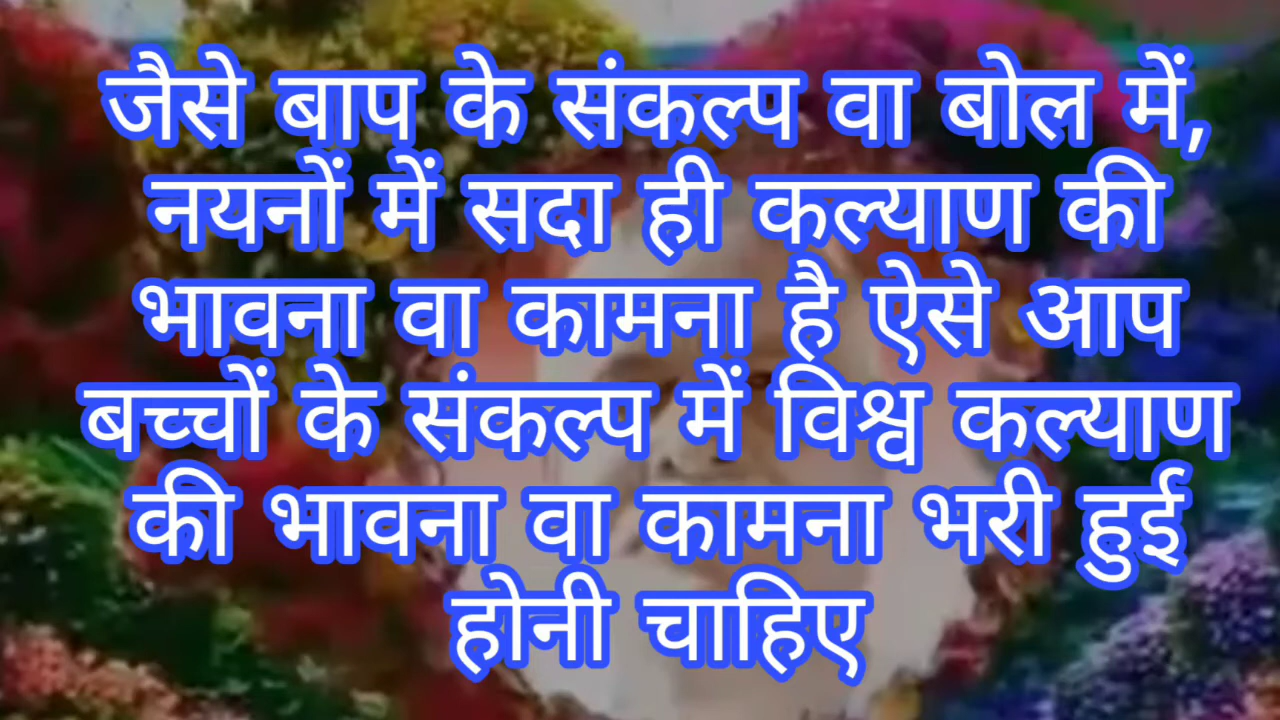 जैसे बाप के संकल्प वा बोल में,
नयनों में सदा ही कल्याण की
भावना वा कामना है ऐसे आप
बच्चों के संकल्प में विश्व कल्याण
की भावना वा कामना भरी हुई
होनी चाहिए